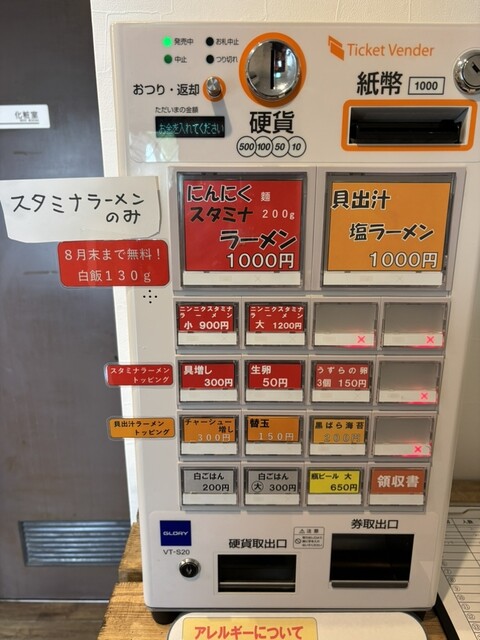 発売中
お札中止
中止
つり切れ
Ticket Vender
おつり・返却
紙幣 1000
ただいまの金額
お金を入れてください
硬貨
500 100 50 10
化粧室
スタミナラーメン
のみ
8月末まで無料！
白飯130g
にんにく 麺
スタミナ 200g
ラーメン
1000円
貝出汁
塩ラーメン
1000円
ニンニクスタミナ
ラーメン
小 900円
ニンニクスタミナ
ラーメン
大 1200円
スタミナラーメン
トッピング
具増し
300円
生卵
50円
うずらの卵
3個 150円
貝出汁ラーメン
トッピング
チャーシュー
増し
300円
替玉
150円
黒ばら海苔
200円
白ごはん
200円
白ごはん
大 300円
瓶ビール 大
650円
領収書
GLORY
VT-S20
硬貨取出口
注意
券取出口
アレルギーについて